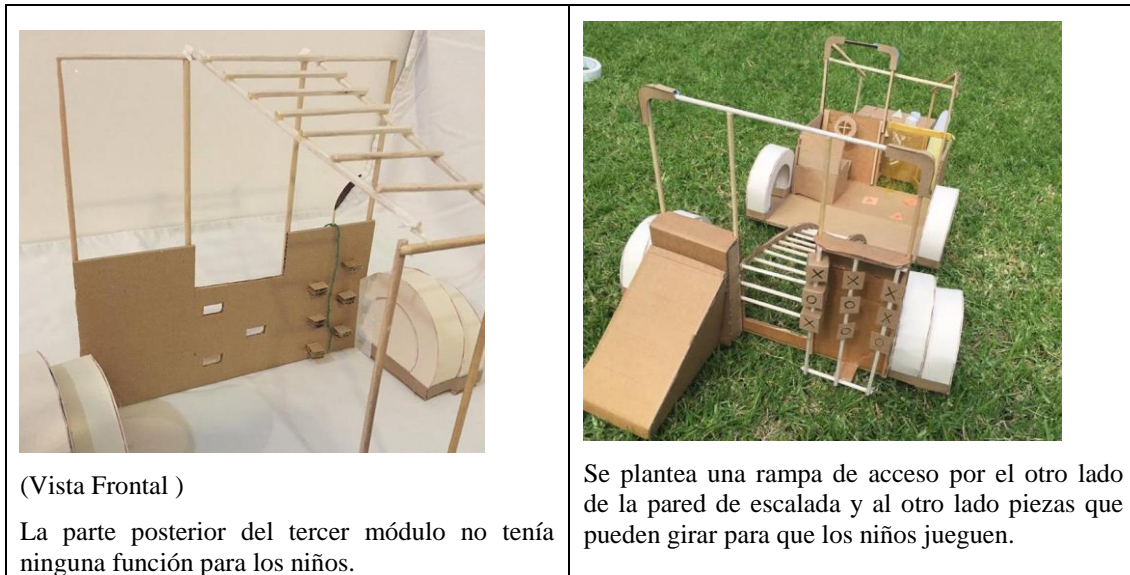 (Vista Frontal )
La parte posterior del tercer módulo no tenía
ninguna función para los niños.
X X X
O O X
X O O
Se plantea una rampa de acceso por el otro lado
de la pared de escalada y al otro lado piezas que
pueden girar para que los niños jueguen.